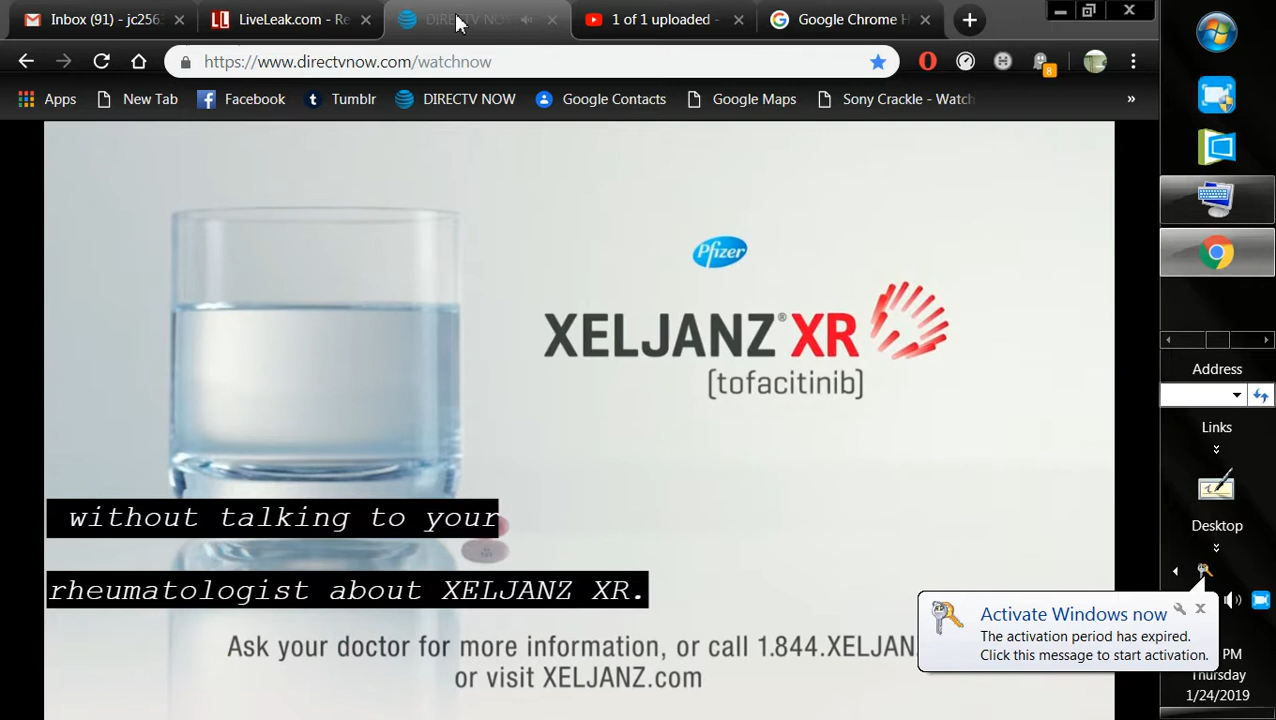 Inbox (91) - jc256
LiveLeak.com - Re
DIRECTV NOW
1 of 1 uploaded -
Google Chrome H
https://www.directvnow.com/watchnow
8
Apps
New Tab
Facebook
Tumblr
DIRECTV NOW
Google Contacts
Google Maps
Sony Crackle - Watch
»
Pfizer
XELJANZ® XR
[tofacitinib]
without talking to your
rheumatologist about XELJANZ XR.
Ask your doctor for more information, or call 1.844.XELJAN
or visit XELJANZ.com
Address
Links
Desktop
Activate Windows now
The activation period has expired.
Click this message to start activation.
PM
Thursday
1/24/2019